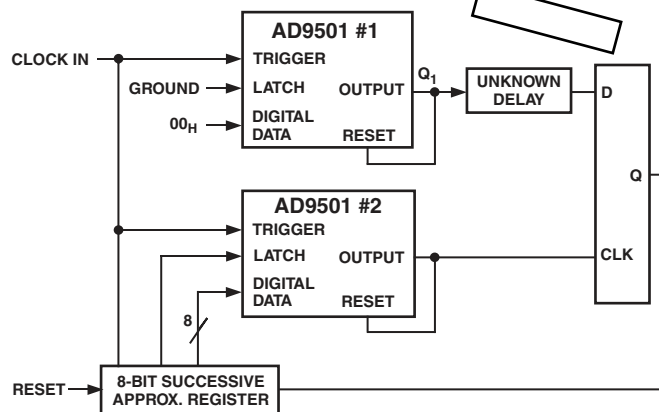 AD9501 #1
CLOCK IN
TRIGGER
GROUND
LATCH
OUTPUT
Q1
UNKNOWN
DELAY
D
00H
DIGITAL
DATA
RESET
Q
AD9501 #2
TRIGGER
LATCH
OUTPUT
CLK
DIGITAL
DATA
RESET
8
RESET
8-BIT SUCCESSIVE
APPROX. REGISTER